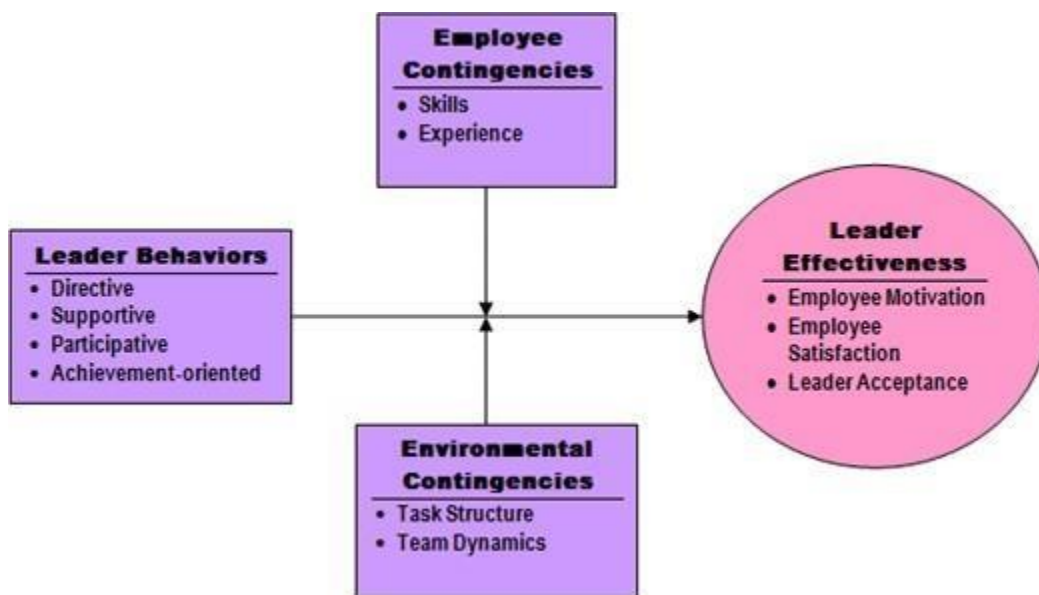 Employee
Contingencies
• Skills
• Experience
Leader Behaviors
• Directive
• Supportive
• Participative
• Achievement-oriented
Leader
Effectiveness
• Employee Motivation
• Employee
Satisfaction
• Leader Acceptance
Environmental
Contingencies
• Task Structure
• Team Dynamics